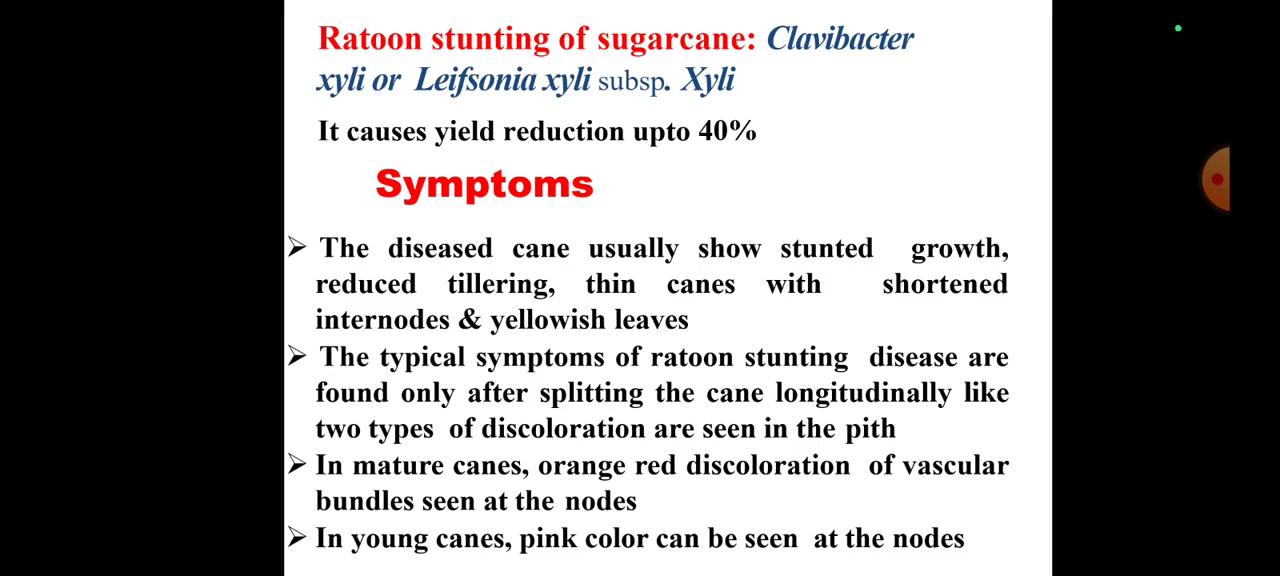 Ratoon stunting of sugarcane: Clavibacter
xyli or Leifsonia xyli subsp. Xyli
It causes yield reduction upto 40%
Symptoms
➢ The diseased cane usually show stunted growth,
reduced tillering, thin canes with shortened
internodes & yellowish leaves
➢ The typical symptoms of ratoon stunting disease are
found only after splitting the cane longitudinally like
two types of discoloration are seen in the pith
➢ In mature canes, orange red discoloration of vascular
bundles seen at the nodes
➢ In young canes, pink color can be seen at the nodes